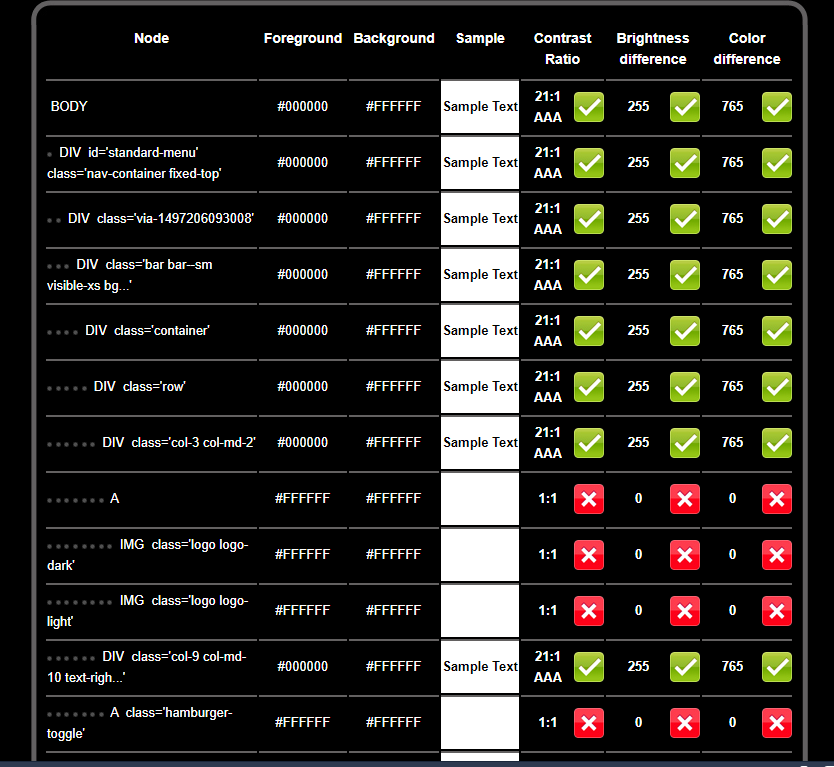 Node Foreground Background Sample Contrast Ratio Brightness difference Color difference
BODY #000000 #FFFFFF Sample Text 21:1 AAA 255 765
DIV id='standard-menu' class='nav-container fixed-top' #000000 #FFFFFF Sample Text 21:1 AAA 255 765
DIV class='via-1497206093008' #000000 #FFFFFF Sample Text 21:1 AAA 255 765
DIV class='bar bar--sm visible-xs bg...' #000000 #FFFFFF Sample Text 21:1 AAA 255 765
DIV class='container' #000000 #FFFFFF Sample Text 21:1 AAA 255 765
DIV class='row' #000000 #FFFFFF Sample Text 21:1 AAA 255 765
DIV class='col-3 col-md-2' #000000 #FFFFFF Sample Text 21:1 AAA 255 765
A #FFFFFF #FFFFFF 1:1 0 0
IMG class='logo logo-dark' #FFFFFF #FFFFFF 1:1 0 0
IMG class='logo logo-light' #FFFFFF #FFFFFF 1:1 0 0
DIV class='col-9 col-md-10 text-righ...' #000000 #FFFFFF Sample Text 21:1 AAA 255 765
A class='hamburger-toggle' #FFFFFF #FFFFFF 1:1 0 0